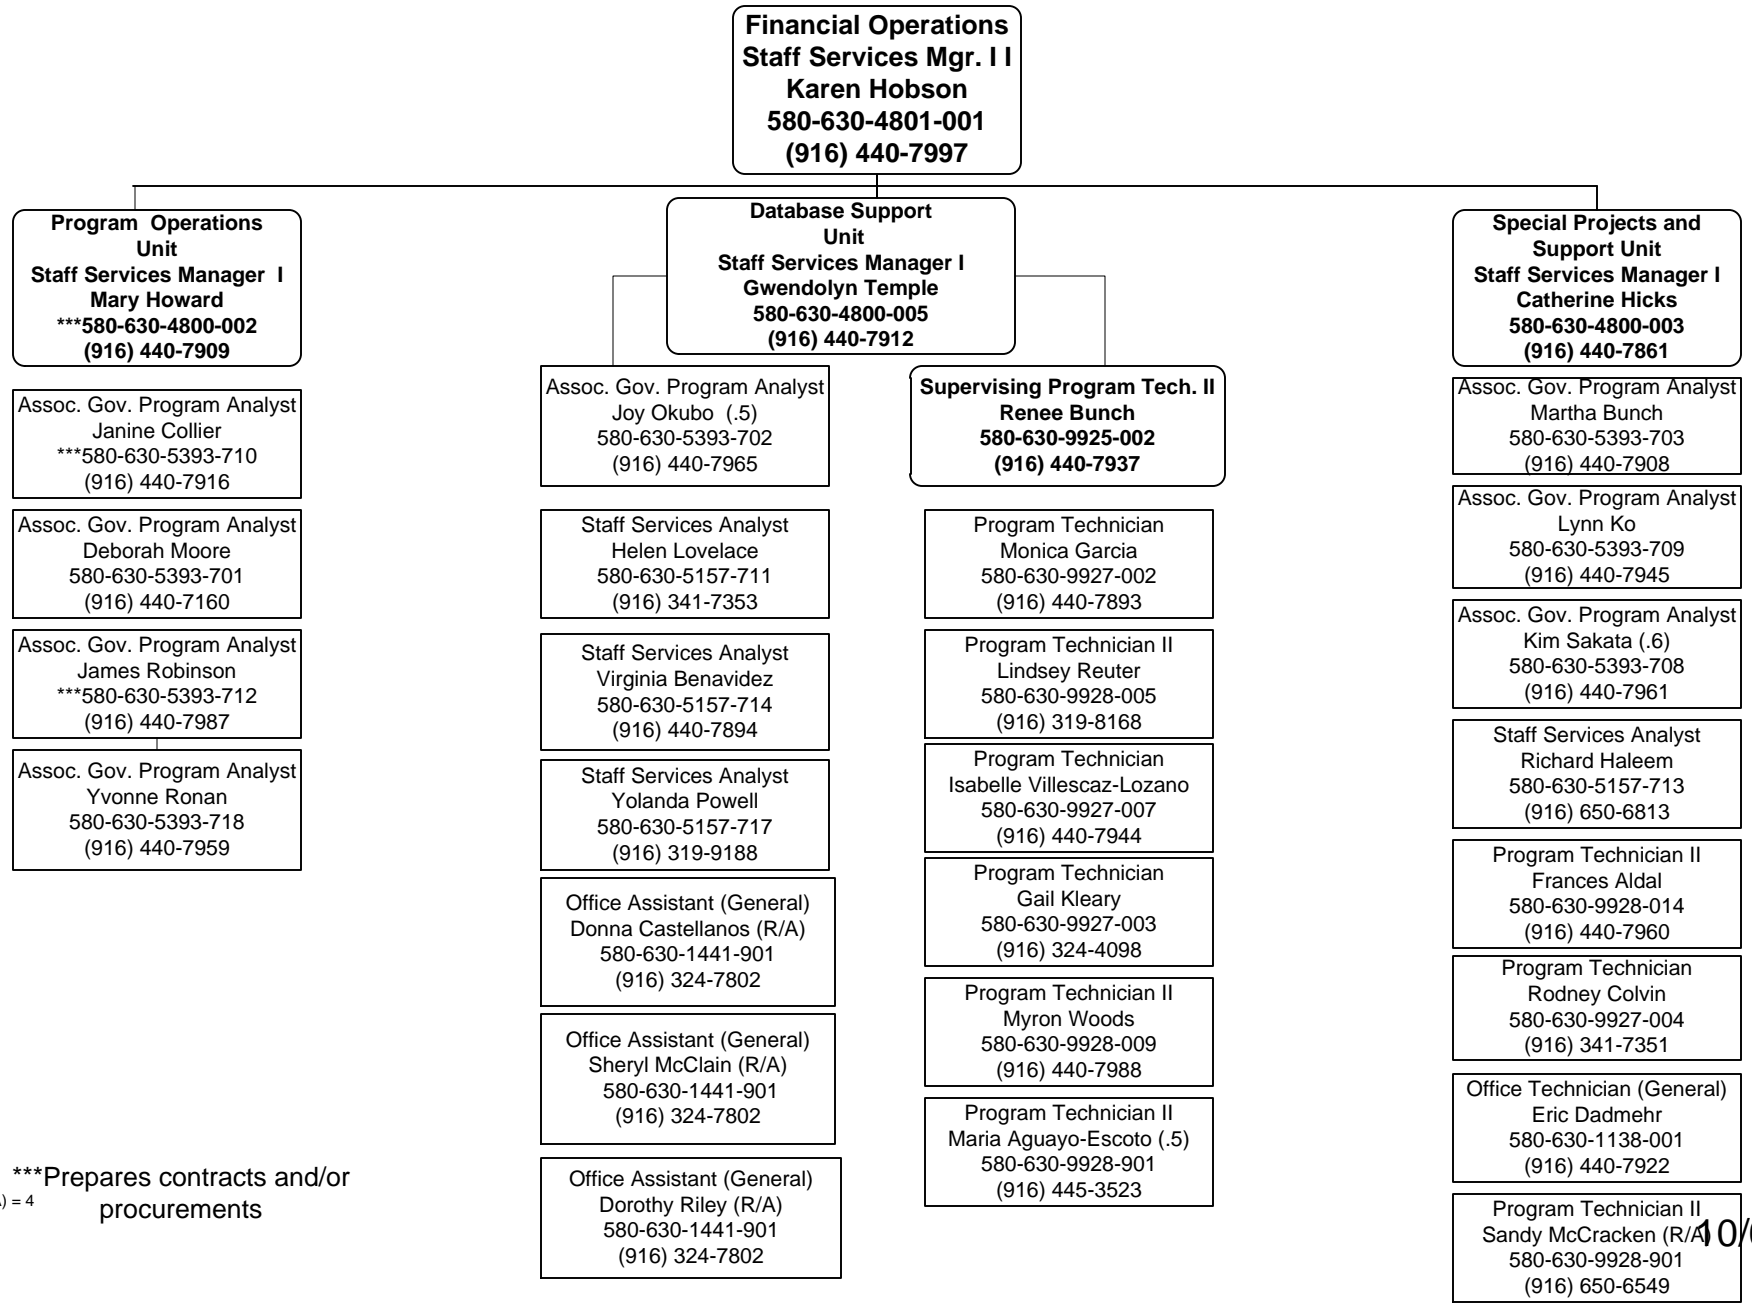 Financial Operations
Staff Services Mgr. I I
Karen Hobson
580-630-4801-001
(916) 440-7997
Program  Operations
Unit
Staff Services Manager  I
Mary Howard
***580-630-4800-002
(916) 440-7909
Assoc. Gov. Program Analyst
Janine Collier
***580-630-5393-710
(916) 440-7916
Assoc. Gov. Program Analyst
Deborah Moore
580-630-5393-701
(916) 440-7160
Assoc. Gov. Program Analyst
James Robinson
***580-630-5393-712
(916) 440-7987
Assoc. Gov. Program Analyst
Yvonne Ronan
580-630-5393-718
(916) 440-7959
Database Support
Unit
Staff Services Manager I
Gwendolyn Temple
580-630-4800-005
(916) 440-7912
Assoc. Gov. Program Analyst
Joy Okubo  (.5)
580-630-5393-702
(916) 440-7965
Staff Services Analyst
Helen Lovelace
580-630-5157-711
(916) 341-7353
Staff Services Analyst
Virginia Benavidez
580-630-5157-714
(916) 440-7894
Staff Services Analyst
Yolanda Powell
580-630-5157-717
(916) 319-9188
Office Assistant (General)
Donna Castellanos (R/A)
580-630-1441-901
(916) 324-7802
Office Assistant (General)
Sheryl McClain (R/A)
580-630-1441-901
(916) 324-7802
Office Assistant (General)
Dorothy Riley (R/A)
580-630-1441-901
(916) 324-7802
Supervising Program Tech. II
Renee Bunch
580-630-9925-002
(916) 440-7937
Program Technician
Monica Garcia
580-630-9927-002
(916) 440-7893
Program Technician II
Lindsey Reuter
580-630-9928-005
(916) 319-8168
Program Technician
Isabelle Villescaz-Lozano
580-630-9927-007
(916) 440-7944
Program Technician
Gail Kleary
580-630-9927-003
(916) 324-4098
Program Technician II
Myron Woods
580-630-9928-009
(916) 440-7988
Program Technician II
Maria Aguayo-Escoto (.5)
580-630-9928-901
(916) 445-3523
Special Projects and
Support Unit
Staff Services Manager I
Catherine Hicks
580-630-4800-003
(916) 440-7861
Assoc. Gov. Program Analyst
Martha Bunch
580-630-5393-703
(916) 440-7908
Assoc. Gov. Program Analyst
Lynn Ko
580-630-5393-709
(916) 440-7945
Assoc. Gov. Program Analyst
Kim Sakata (.6)
580-630-5393-708
(916) 440-7961
Staff Services Analyst
Richard Haleem
580-630-5157-713
(916) 650-6813
Program Technician II
Frances Aldal
580-630-9928-014
(916) 440-7960
Program Technician
Rodney Colvin
580-630-9927-004
(916) 341-7351
Office Technician (General)
Eric Dadmehr
580-630-1138-001
(916) 440-7922
Program Technician II
Sandy McCracken (R/A)
580-630-9928-901
(916) 650-6549
***Prepares contracts and/or
procurements
) = 4
10/